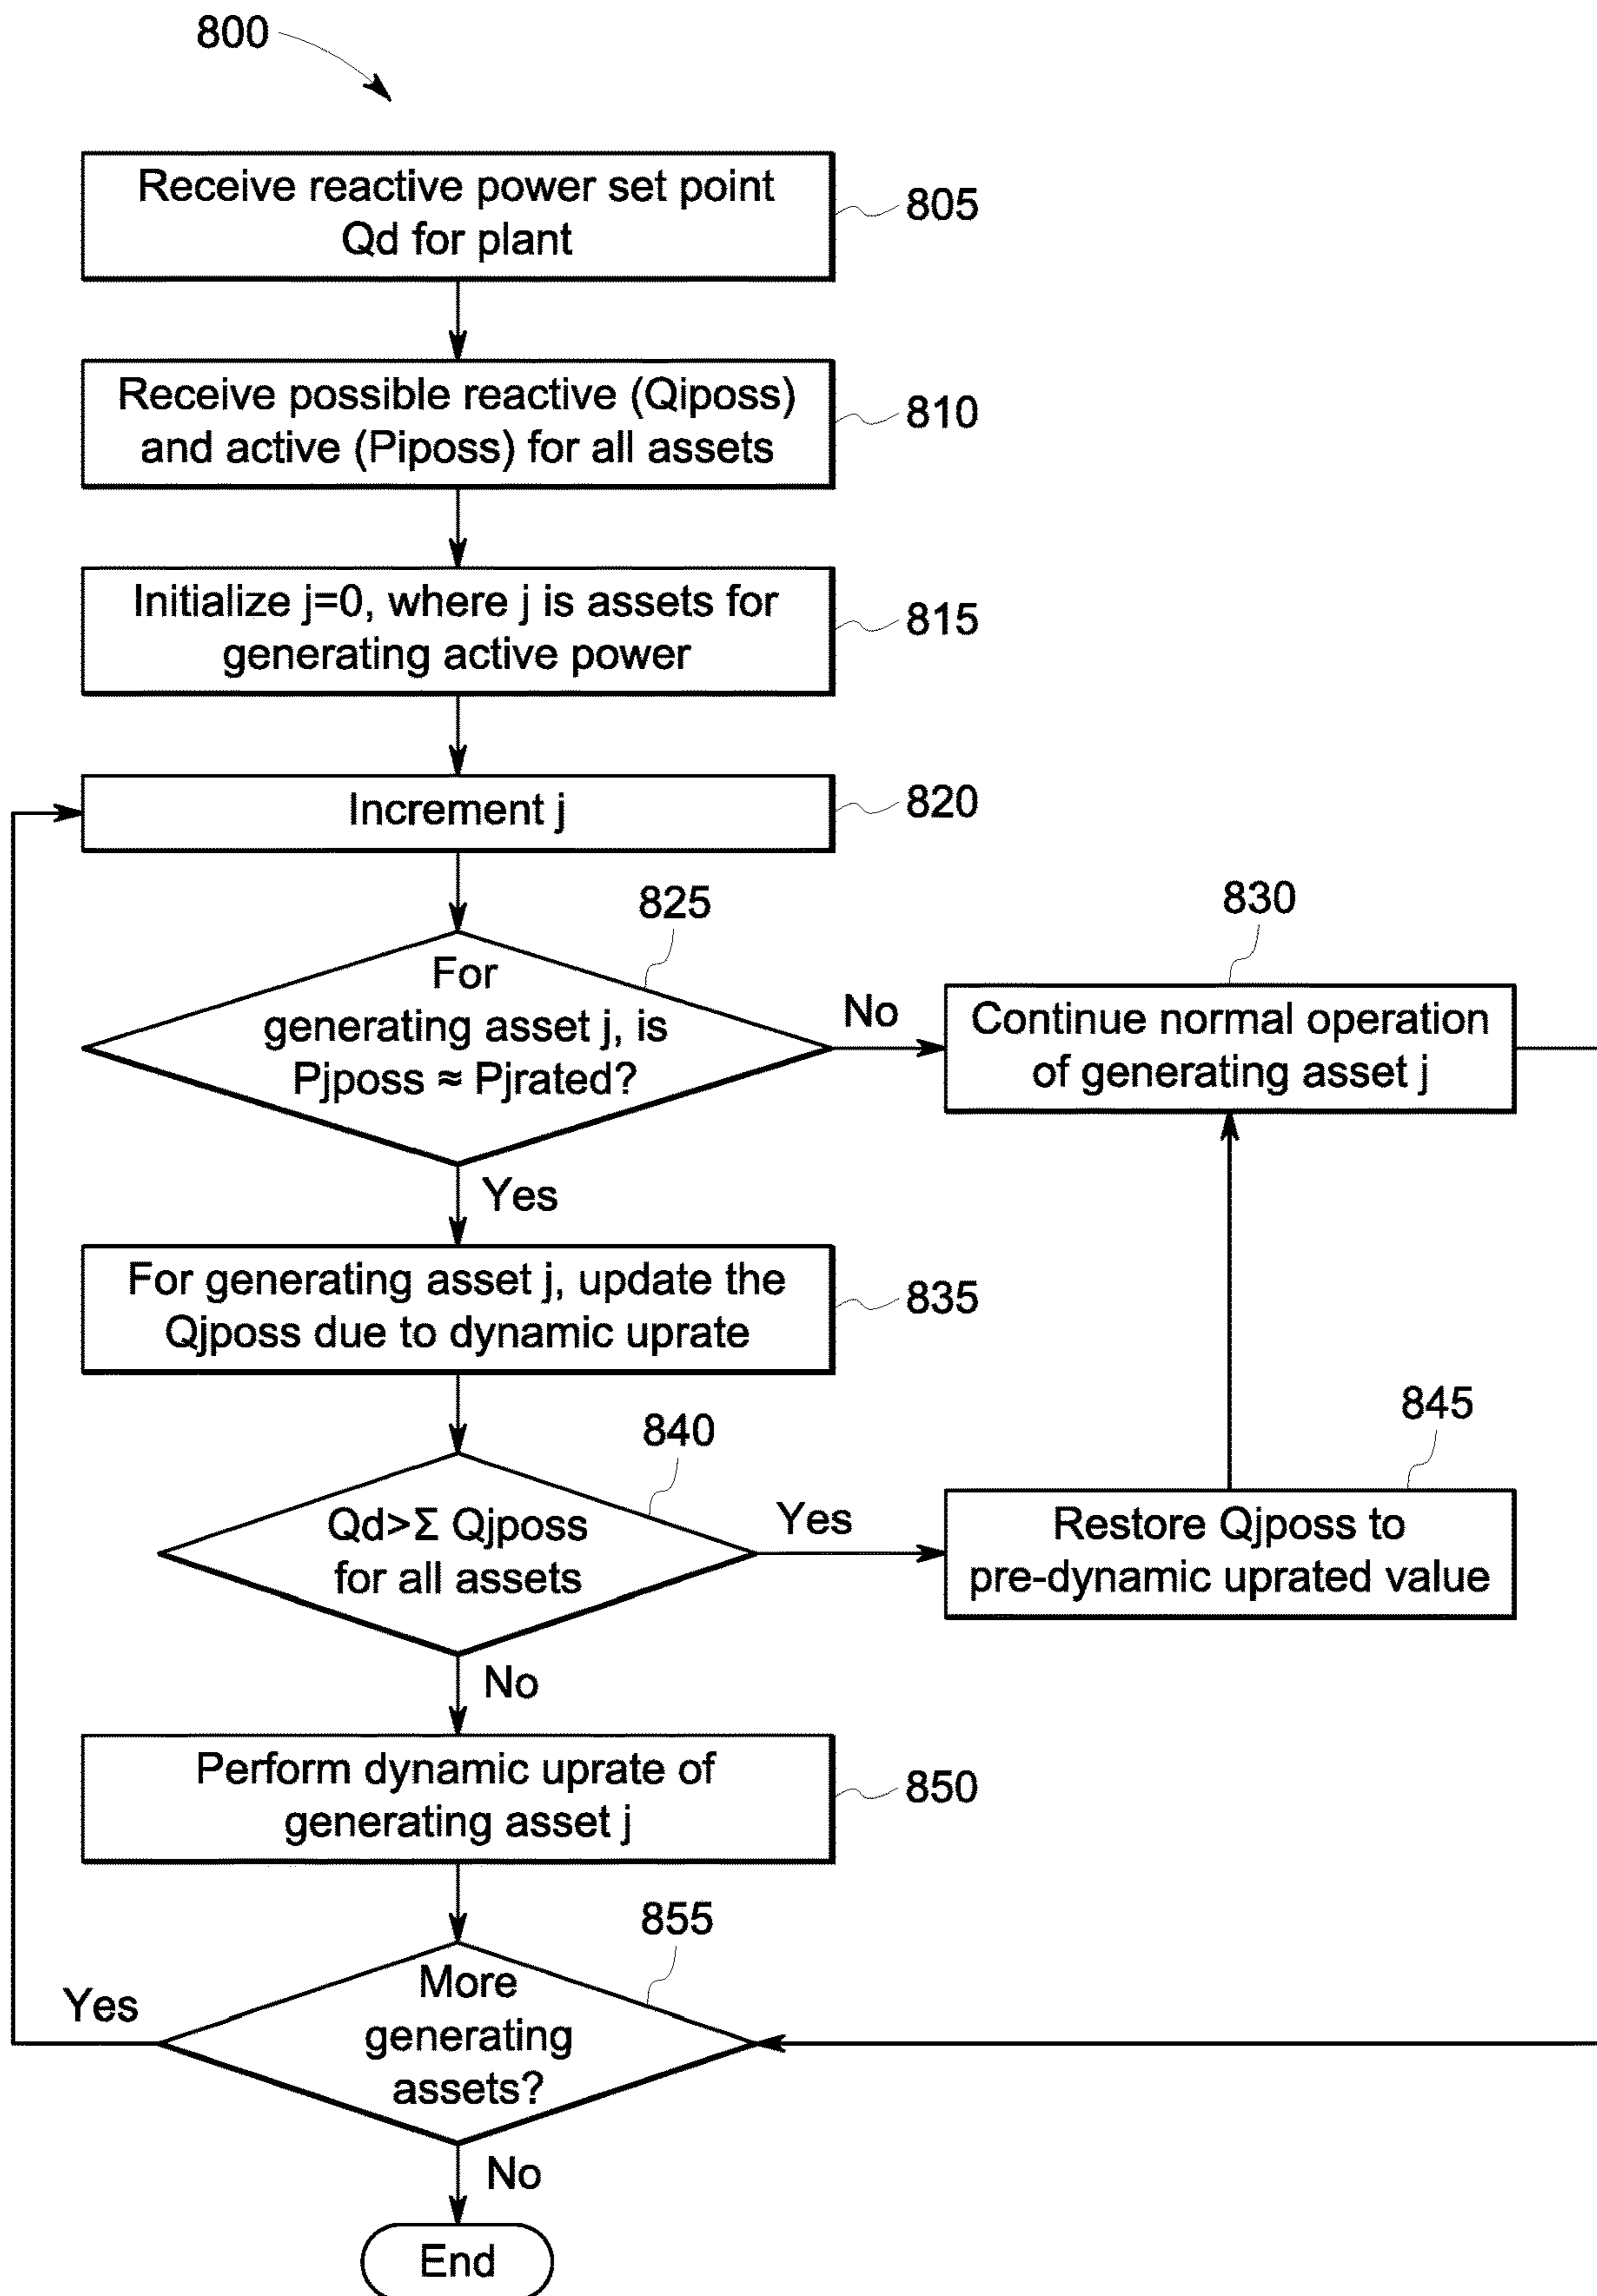 800
Receive reactive power set point
Qd for plant
805
Receive possible reactive (Qiposs)
and active (Piposs) for all assets
810
Initialize j=0, where j is assets for
generating active power
815
Increment j
820
825
For
generating asset j, is
Pjposs ≈ Pjrated?
No
830
Continue normal operation
of generating asset j
Yes
For generating asset j, update the
Qjposs due to dynamic uprate
835
840
Qd>Σ Qjposs
for all assets
Yes
845
Restore Qjposs to
pre-dynamic uprated value
No
Perform dynamic uprate of
generating asset j
850
855
More
generating
assets?
Yes
No
End